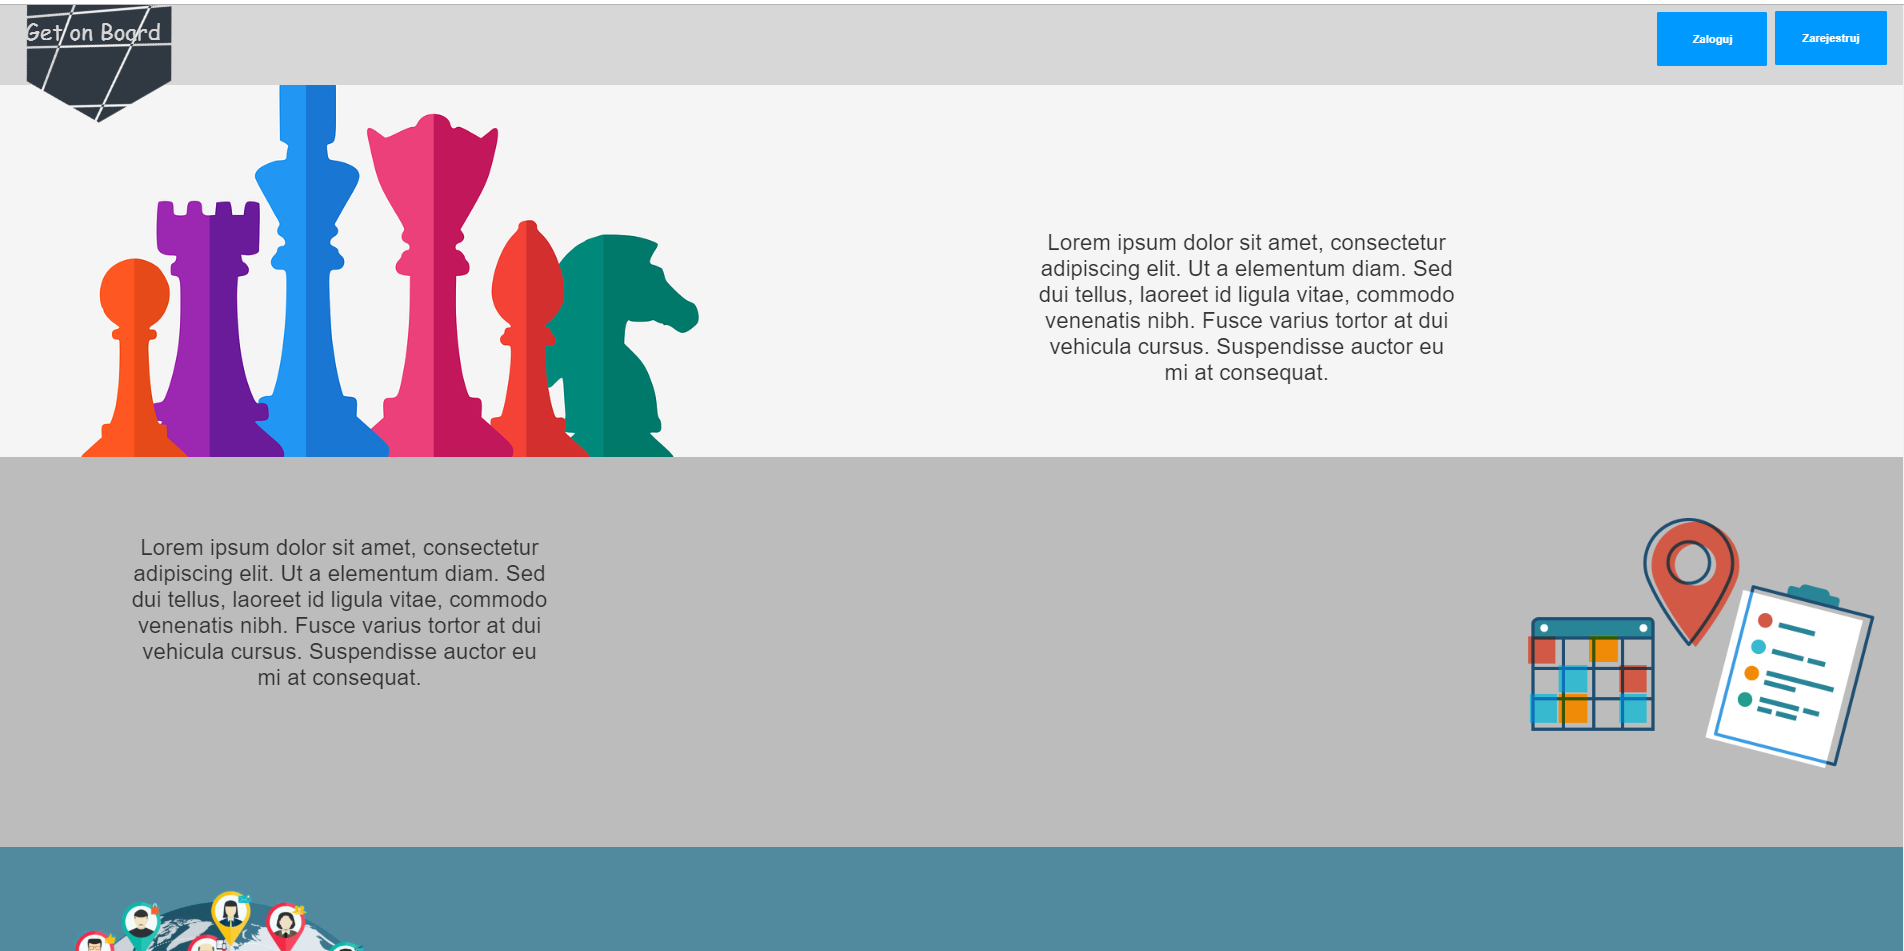 Get on Board
Zaloguj
Zarejestruj
Lorem ipsum dolor sit amet, consectetur
adipiscing elit. Ut a elementum diam. Sed
dui tellus, laoreet id ligula vitae, commodo
venenatis nibh. Fusce varius tortor at dui
vehicula cursus. Suspendisse auctor eu
mi at consequat.
Lorem ipsum dolor sit amet, consectetur
adipiscing elit. Ut a elementum diam. Sed
dui tellus, laoreet id ligula vitae, commodo
venenatis nibh. Fusce varius tortor at dui
vehicula cursus. Suspendisse auctor eu
mi at consequat.